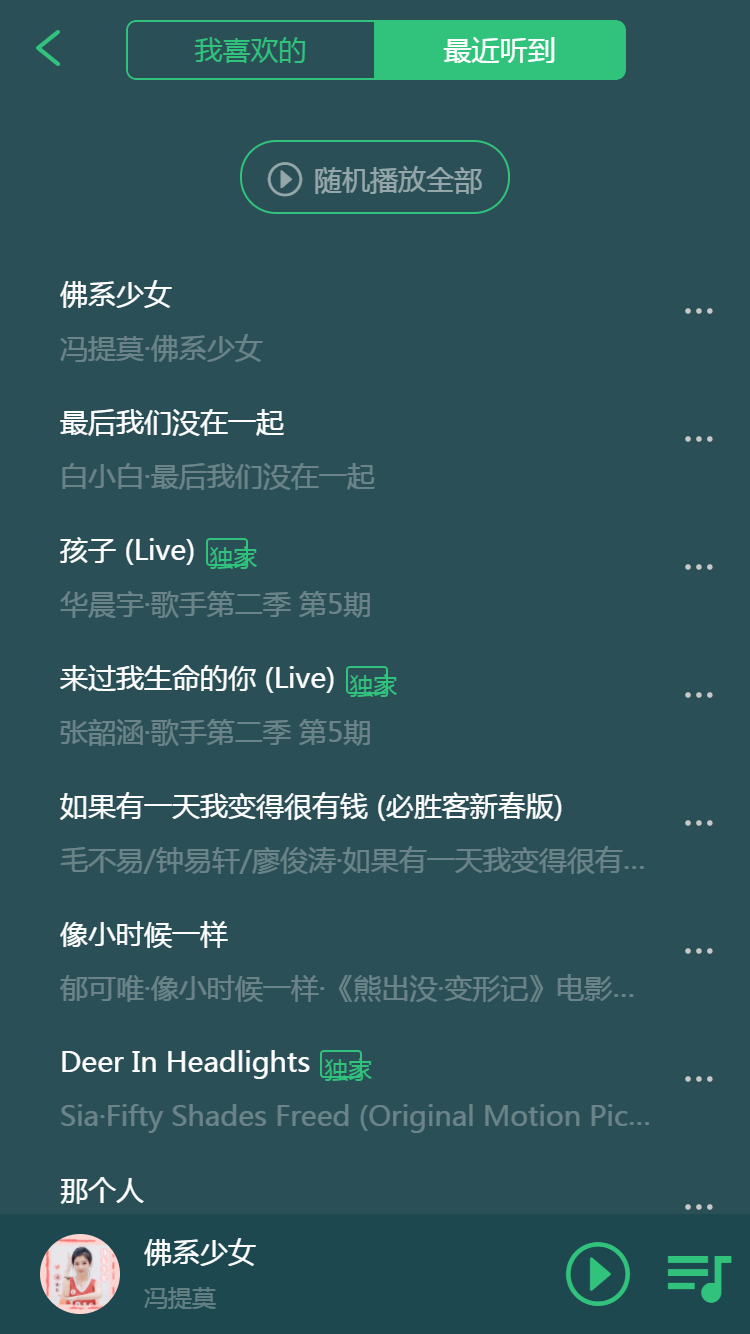 我喜欢的
最近听到
随机播放全部
佛系少女
冯提莫·佛系少女
最后我们没在一起
白小白·最后我们没在一起
孩子 (Live) 独家
华晨宇·歌手第二季 第5期
来过我生命的你 (Live) 独家
张韶涵·歌手第二季 第5期
如果有一天我变得很有钱 (必胜客新春版)
毛不易/钟易轩/廖俊涛·如果有一天我变得很有...
像小时候一样
郁可唯·像小时候一样·《熊出没·变形记》电影...
Deer In Headlights 独家
Sia·Fifty Shades Freed (Original Motion Pic...
那个人
佛系少女
冯提莫